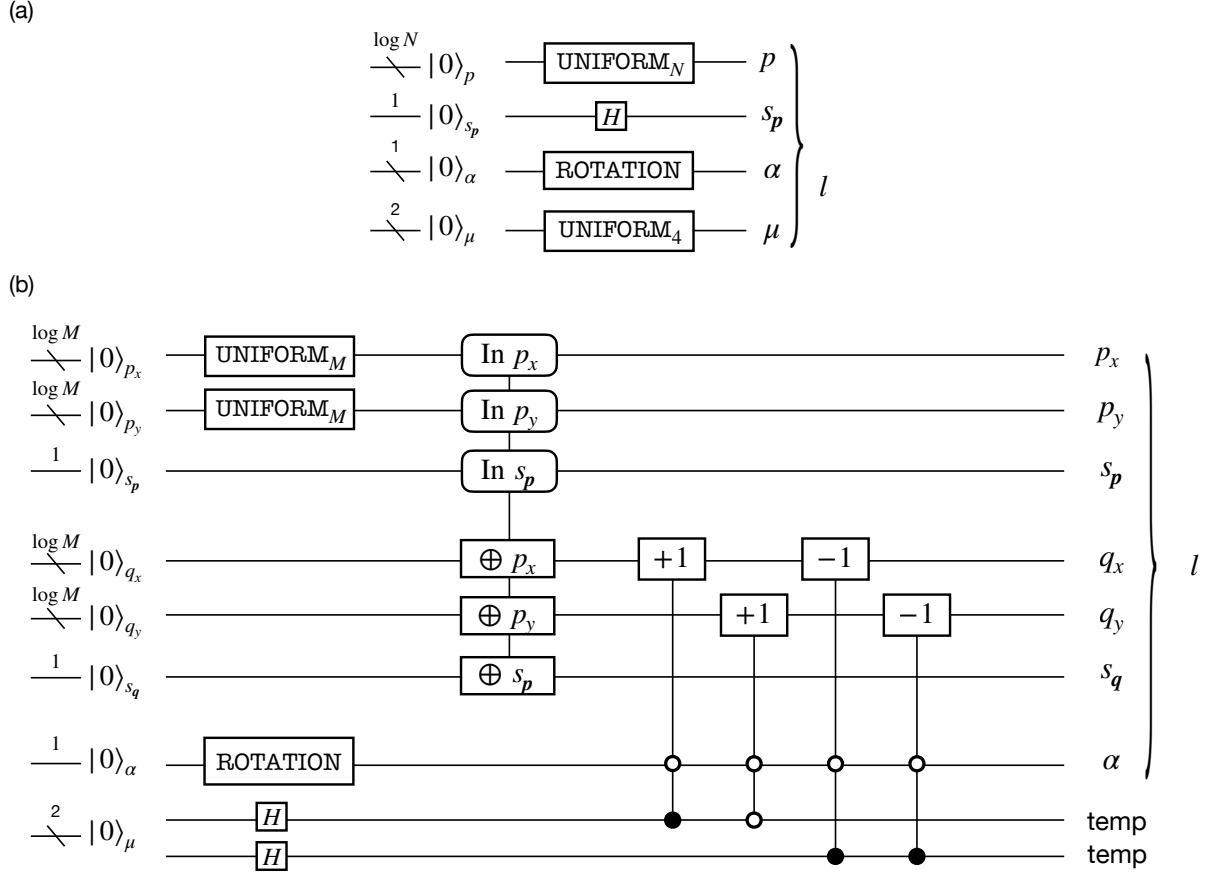 (a)
log N |0⟩_p UNIFORM_N p
1 |0⟩_{s_p} H s_p
1 |0⟩_α ROTATION α
l
2 |0⟩_μ UNIFORM_4 μ
(b)
log M |0⟩_{p_x} UNIFORM_M In p_x p_x
log M |0⟩_{p_y} UNIFORM_M In p_y p_y
1 |0⟩_{s_p} In s_p s_p
log M |0⟩_{q_x} ⊕ p_x +1 −1 q_x l
log M |0⟩_{q_y} ⊕ p_y +1 −1 q_y
1 |0⟩_{s_q} ⊕ s_p s_q
1 |0⟩_α ROTATION α
2 |0⟩_μ H temp
H temp